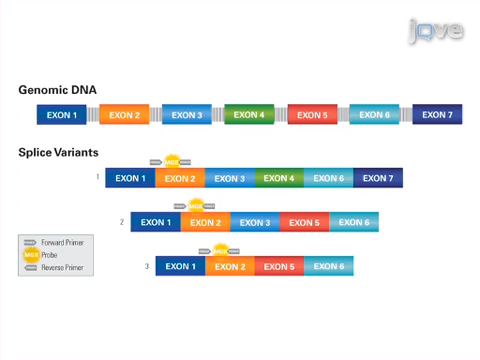 jove
Genomic DNA
EXON 1 EXON 2 EXON 3 EXON 4 EXON 5 EXON 6 EXON 7
Splice Variants
MGB
1 EXON 1 EXON 2 EXON 3 EXON 4 EXON 6 EXON 7
MGB
2 EXON 1 EXON 2 EXON 3 EXON 5 EXON 6
Forward Primer
MGB
MGB Probe
Reverse Primer
3 EXON 1 EXON 2 EXON 5 EXON 6